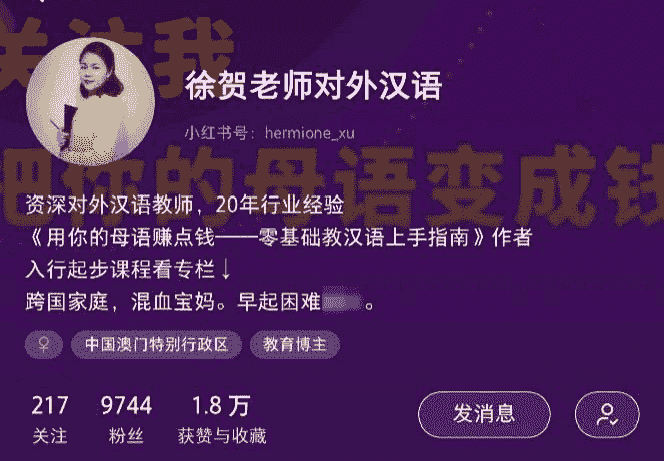 关注我
把你的母语变成钱
徐贺老师对外汉语
小红书号：hermione_xu
资深对外汉语教师，20年行业经验
《用你的母语赚点钱——零基础教汉语上手指南》作者
入行起步课程看专栏↓
跨国家庭，混血宝妈。早起困难。
♀ 中国澳门特别行政区 教育博主
217 9744 1.8 万
关注 粉丝 获赞与收藏
发消息